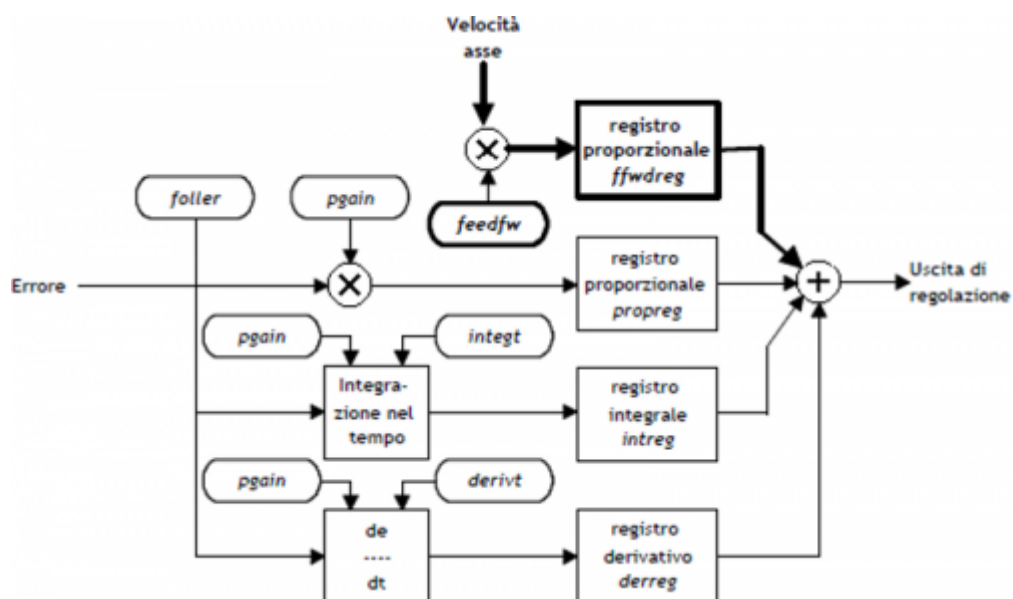 Velocità
asse
registro
proporzionale
ffwdreg
foller
pgain
feedfw
Errore
registro
proporzionale
propreg
Uscita di
regolazione
pgain
integt
Integra-
zione nel
tempo
registro
integrale
intreg
pgain
derivt
de
----
dt
registro
derivativo
derreg